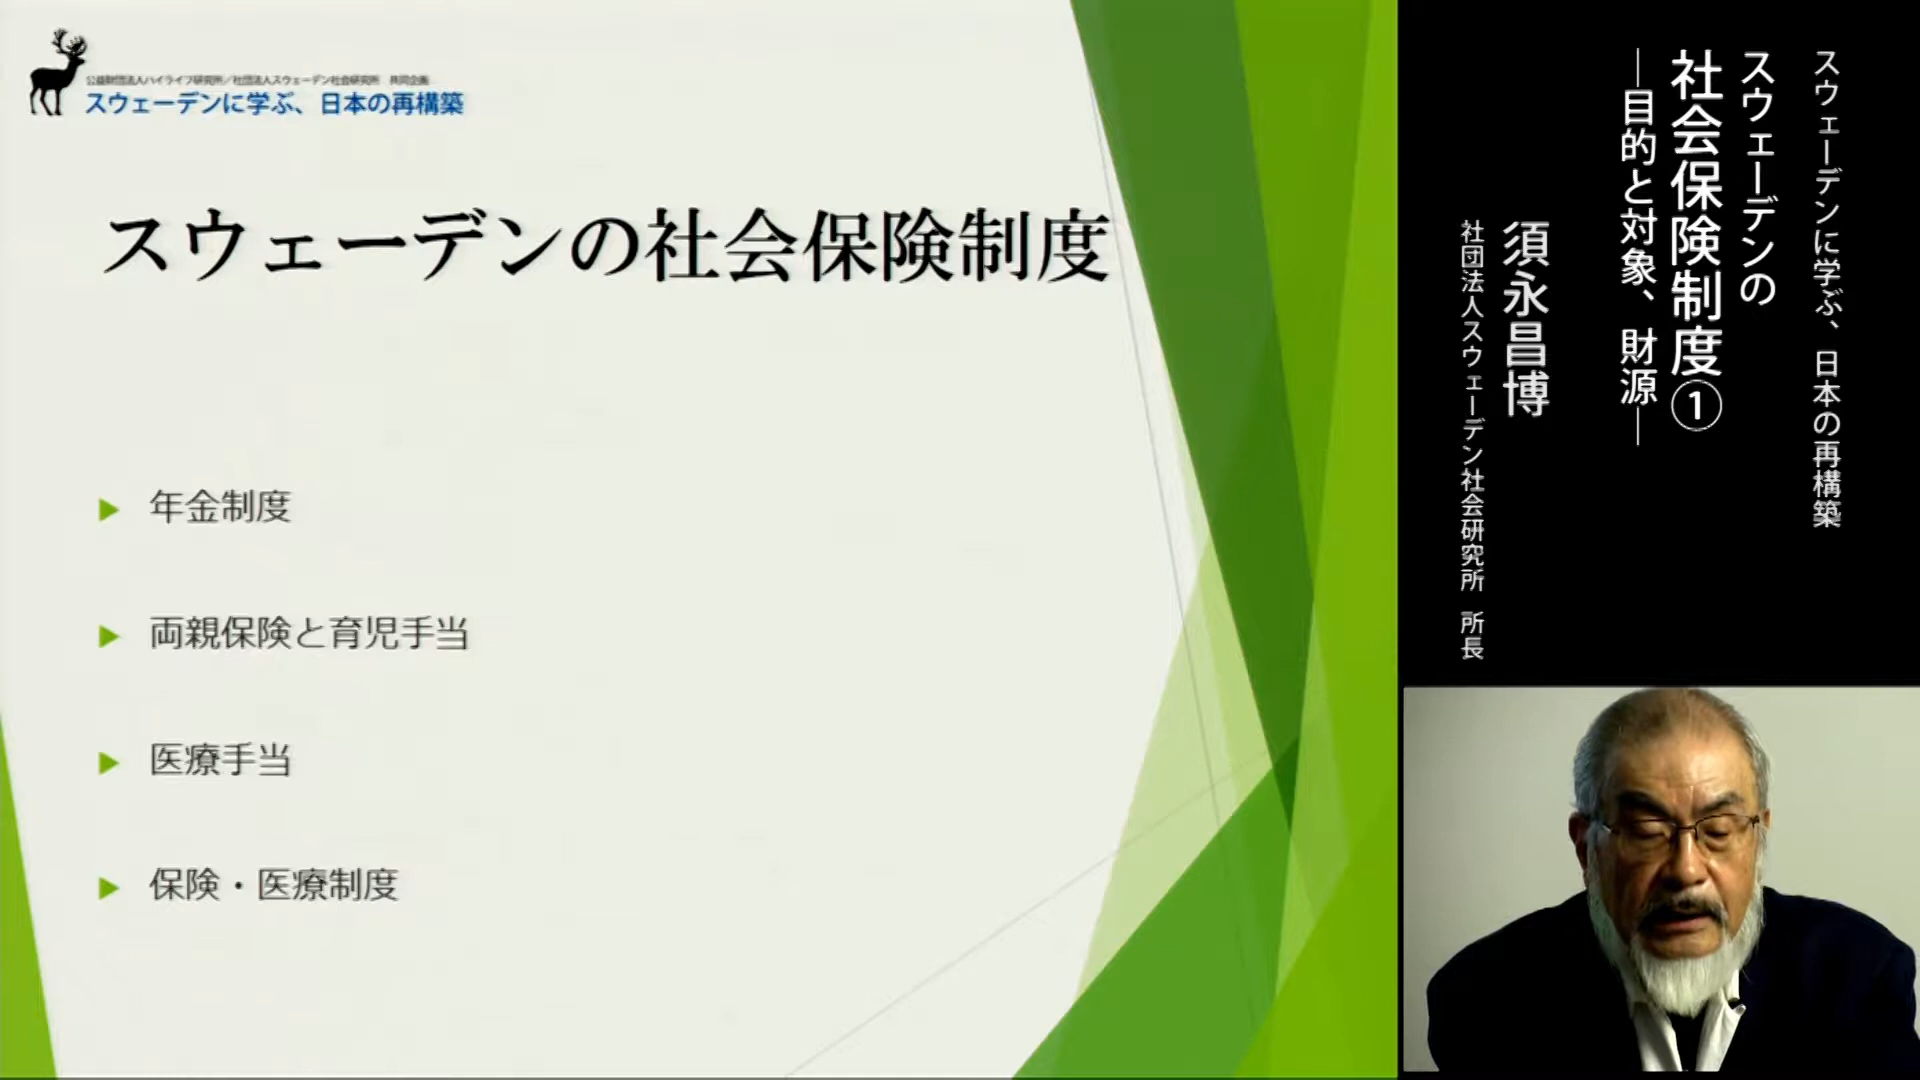 公益財団法人ハイライフ研究所／社団法人スウェーデン社会研究所　共同企画
スウェーデンに学ぶ、日本の再構築
スウェーデンの社会保険制度
年金制度
両親保険と育児手当
医療手当
保険・医療制度
スウェーデンに学ぶ、日本の再構築
スウェーデンの
社会保険制度①
―目的と対象、財源―
須永昌博
社団法人スウェーデン社会研究所　所長